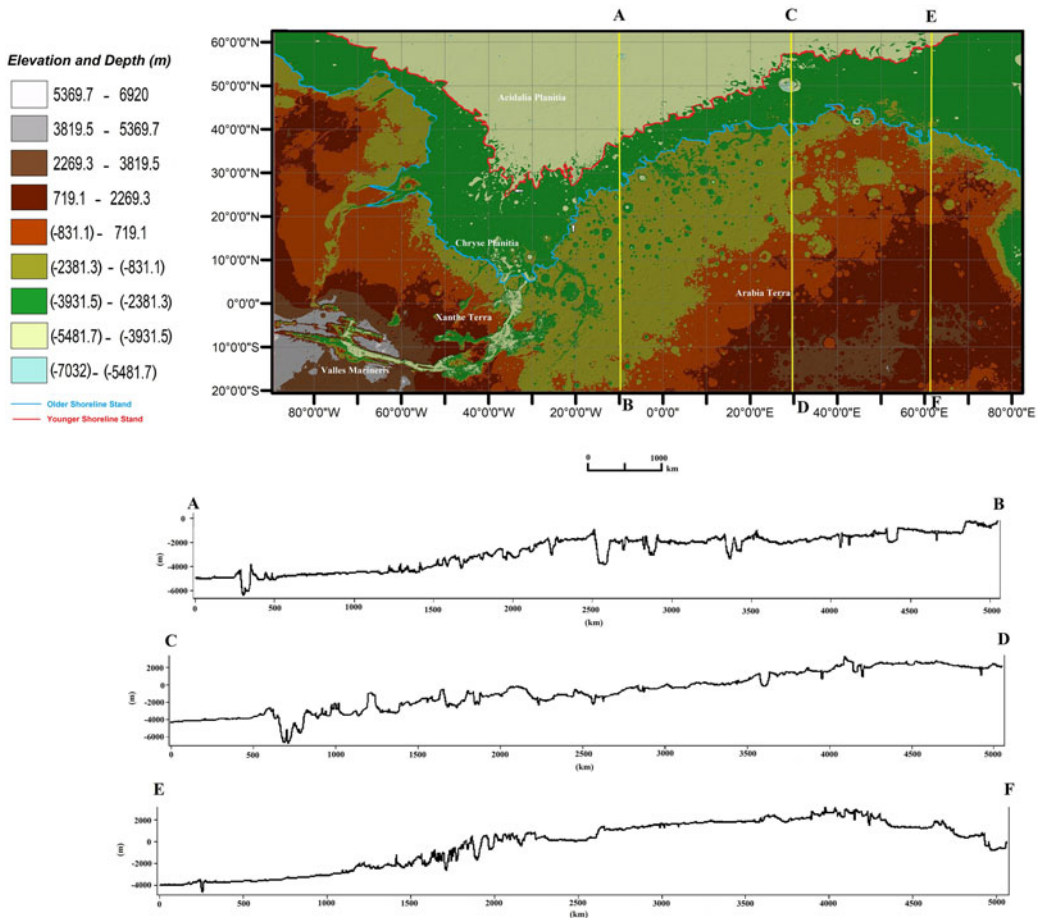 A C E
Elevation and Depth (m)
5369.7 - 6920
3819.5 - 5369.7
2269.3 - 3819.5
719.1 - 2269.3
(-831.1) - 719.1
(-2381.3) - (-831.1)
(-3931.5) - (-2381.3)
(-5481.7) - (-3931.5)
(-7032) - (-5481.7)
Older Shoreline Stand
Younger Shoreline Stand
60°0'0"N
50°0'0"N
40°0'0"N
30°0'0"N
20°0'0"N
10°0'0"N
0°0'0"
10°0'0"S
20°0'0"S
Acidalia Planitia
Chryse Planitia
Xanthe Terra
Arabia Terra
Valles Marineris
B D F
80°0'0"W 60°0'0"W 40°0'0"W 20°0'0"W 0°0'0" 20°0'0"E 40°0'0"E 60°0'0"E 80°0'0"E
0 1000
km
A B
0
-2000
-4000
-6000
(m)
0 500 1000 1500 2000 2500 3000 3500 4000 4500 5000
(km)
C D
2000
0
-2000
-4000
-6000
(m)
0 500 1000 1500 2000 2500 3000 3500 4000 4500 5000
(km)
E F
2000
0
-2000
-4000
(m)
0 500 1000 1500 2000 2500 3000 3500 4000 4500 5000
(km)